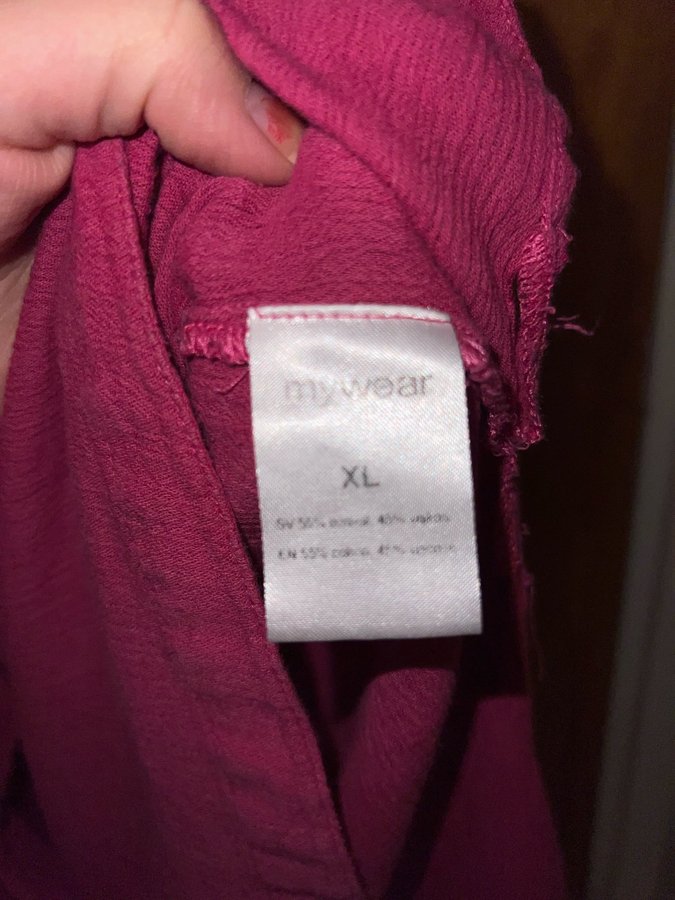 mywear
XL
SV 55% bomull, 45% viskos
EN 55% cotton, 45% viscose